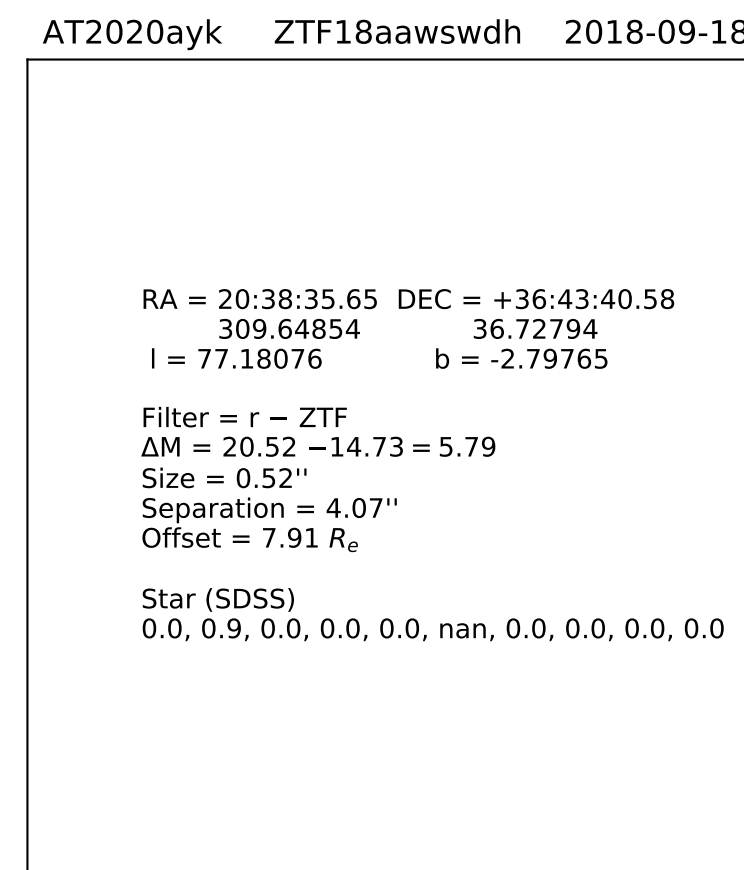 AT2020ayk ZTF18aawswdh 2018-09-18
RA = 20:38:35.65 DEC = +36:43:40.58
309.64854 36.72794
l = 77.18076 b = -2.79765
Filter = r − ZTF
ΔM = 20.52 −14.73 = 5.79
Size = 0.52''
Separation = 4.07''
Offset = 7.91 Rₑ
Star (SDSS)
0.0, 0.9, 0.0, 0.0, 0.0, nan, 0.0, 0.0, 0.0, 0.0